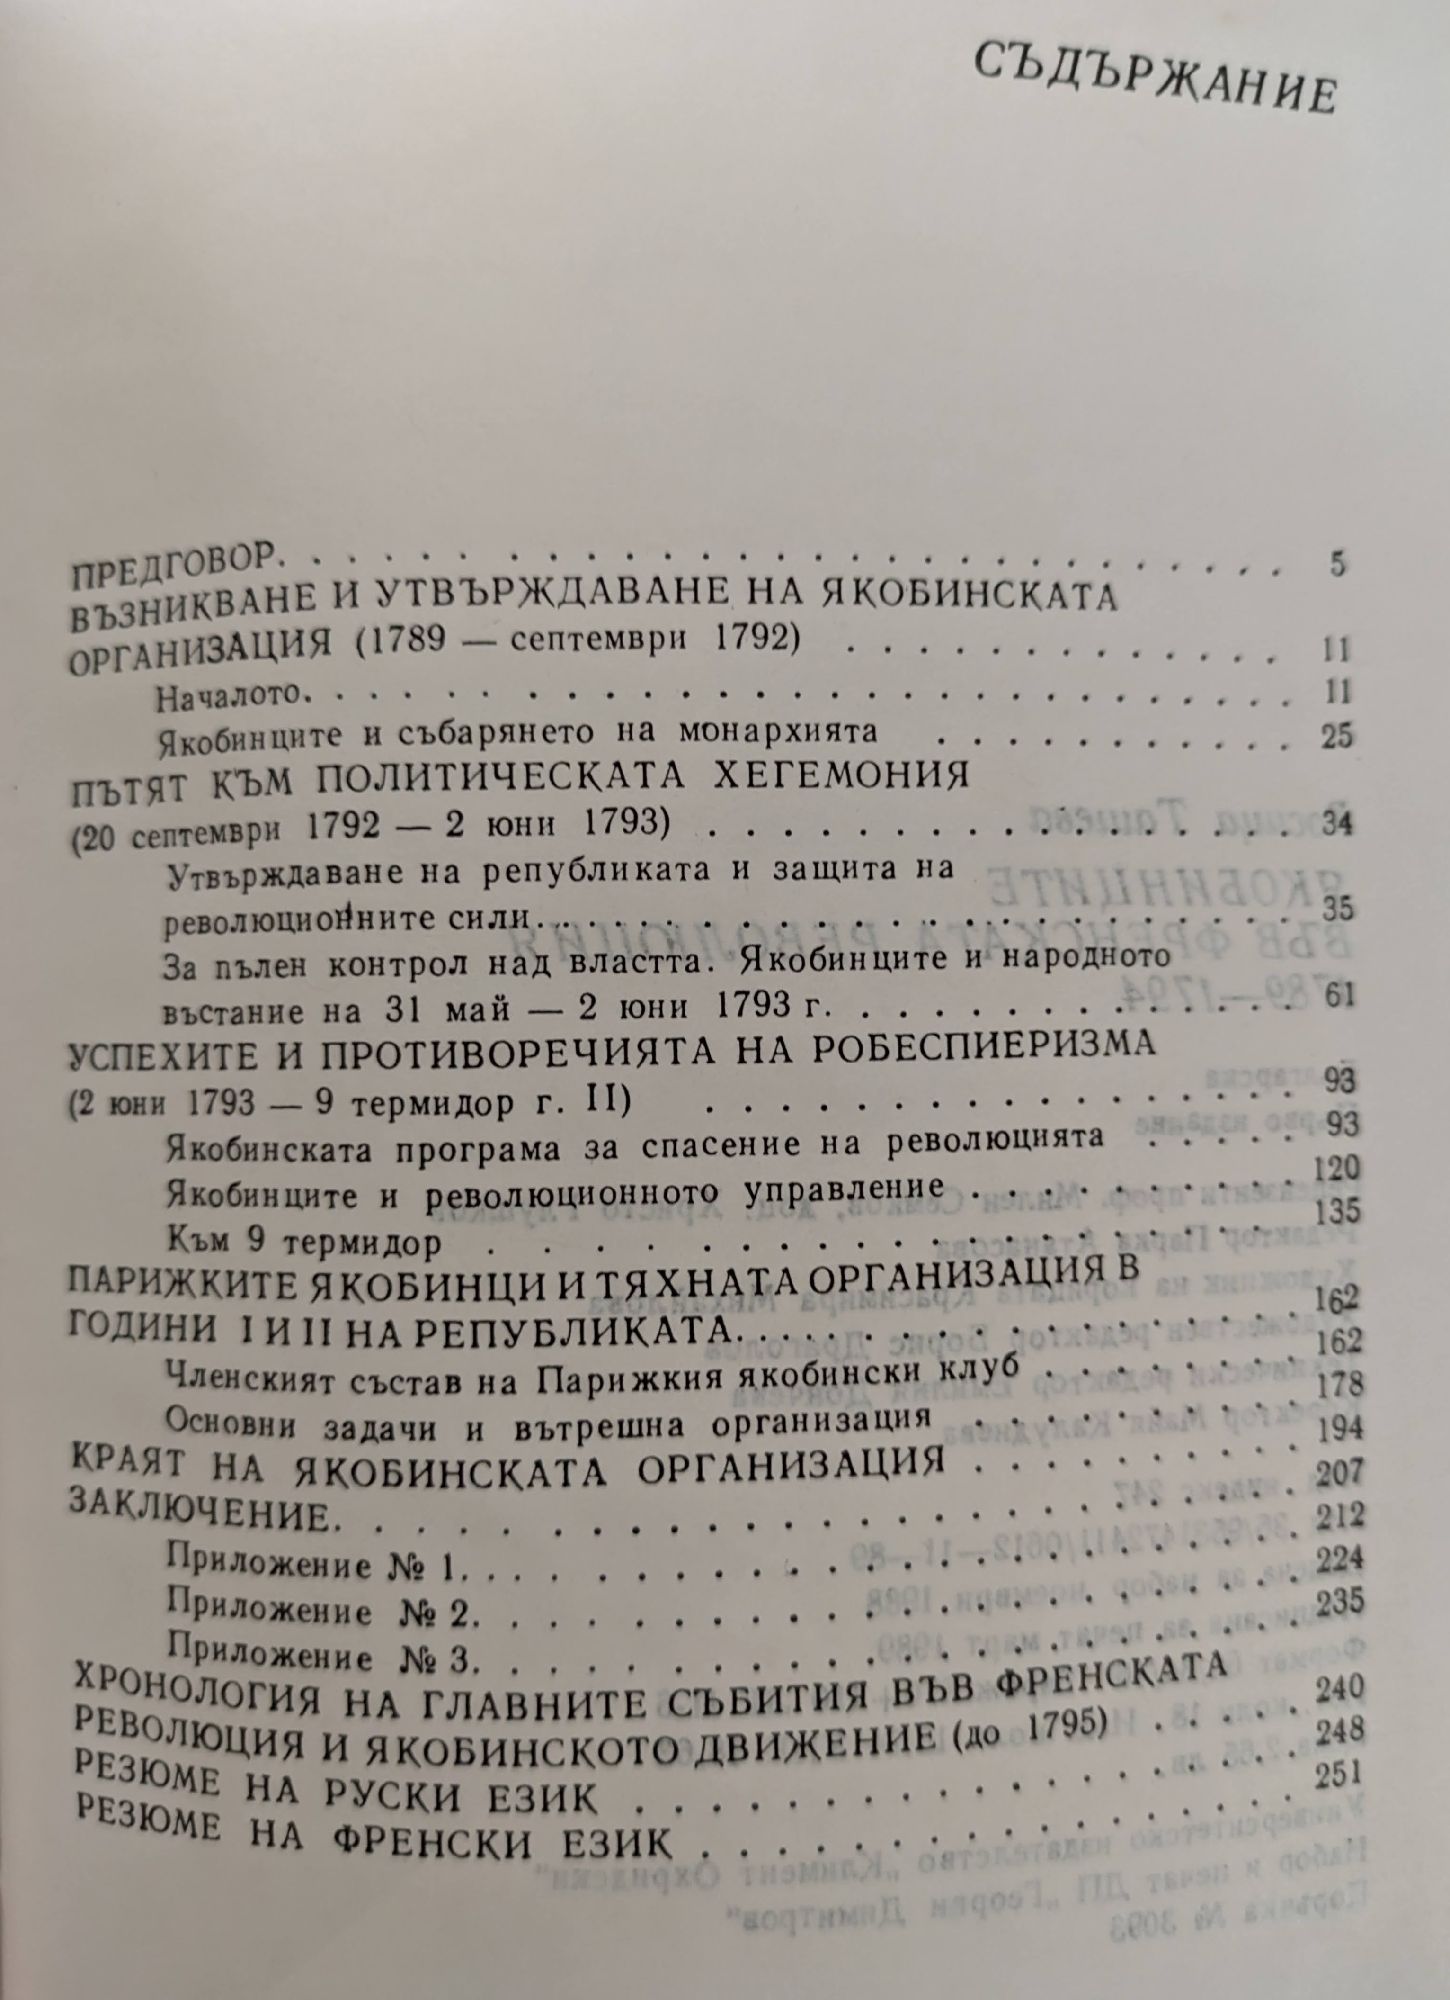 СЪДЪРЖАНИЕ
ПРЕДГОВОР. . . . . . . . . . . . . . . . . . . . . . 5
ВЪЗНИКВАНЕ И УТВЪРЖДАВАНЕ НА ЯКОБИНСКАТА
ОРГАНИЗАЦИЯ (1789 — септември 1792) . . . . . . . . . . . . 11
Началото. . . . . . . . . . . . . . . . . . . . . . 11
Якобинците и събарянето на монархията . . . . . . . . . . 25
ПЪТЯТ КЪМ ПОЛИТИЧЕСКАТА ХЕГЕМОНИЯ
(20 септември 1792 — 2 юни 1793) . . . . . . . . . . . . . . . . 34
Утвърждаване на републиката и защита на
революционните сили. . . . . . . . . . . . . . . . . . . . 35
За пълен контрол над властта. Якобинците и народното
въстание на 31 май — 2 юни 1793 г. . . . . . . . . . . . . 61
УСПЕХИТЕ И ПРОТИВОРЕЧИЯТА НА РОБЕСПИЕРИЗМА
(2 юни 1793 — 9 термидор г. II) . . . . . . . . . . . . . . . . 93
Якобинската програма за спасение на революцията . . . . . 93
Якобинците и революционното управление . . . . . . . . . . 120
Към 9 термидор . . . . . . . . . . . . . . . . . . . 135
ПАРИЖКИТЕ ЯКОБИНЦИ И ТЯХНАТА ОРГАНИЗАЦИЯ В
ГОДИНИ I И II НА РЕПУБЛИКАТА. . . . . . . . . . . . . . . . 162
Членският състав на Парижкия якобински клуб . . . . . . . . 162
Основни задачи и вътрешна организация . . . . . . . . . . 178
КРАЯТ НА ЯКОБИНСКАТА ОРГАНИЗАЦИЯ . . . . . . . . . . 194
ЗАКЛЮЧЕНИЕ. . . . . . . . . . . . . . . . . . . . . . 207
Приложение № 1. . . . . . . . . . . . . . . . . . . . 212
Приложение № 2. . . . . . . . . . . . . . . . . . . . 224
Приложение № 3. . . . . . . . . . . . . . . . . . . . 235
ХРОНОЛОГИЯ НА ГЛАВНИТЕ СЪБИТИЯ ВЪВ ФРЕНСКАТА
РЕВОЛЮЦИЯ И ЯКОБИНСКОТО ДВИЖЕНИЕ (до 1795) . . . . . 240
РЕЗЮМЕ НА РУСКИ ЕЗИК . . . . . . . . . . . . . . . . . 248
РЕЗЮМЕ НА ФРЕНСКИ ЕЗИК . . . . . . . . . . . . . . . . 251